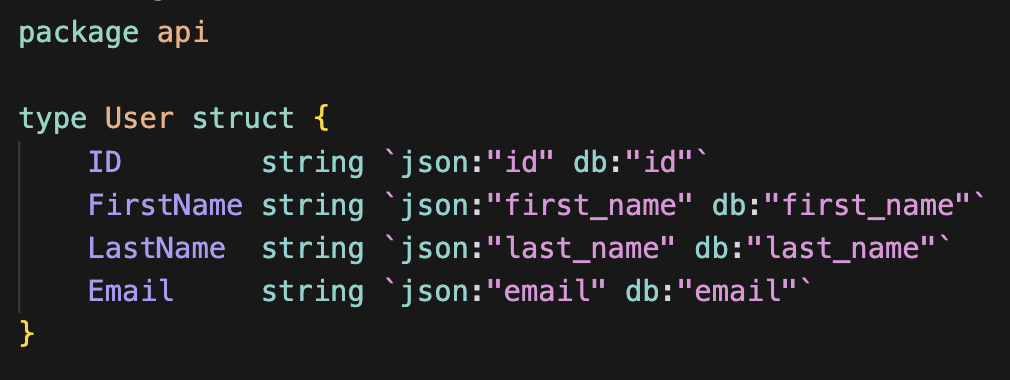 package api
type User struct {
ID string `json:"id" db:"id"`
FirstName string `json:"first_name" db:"first_name"`
LastName string `json:"last_name" db:"last_name"`
Email string `json:"email" db:"email"`
}